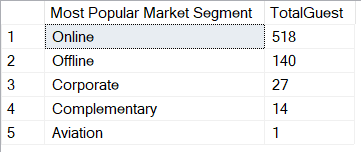 Most Popular Market Segment TotalGuest
1 Online 518
2 Offline 140
3 Corporate 27
4 Complementary 14
5 Aviation 1